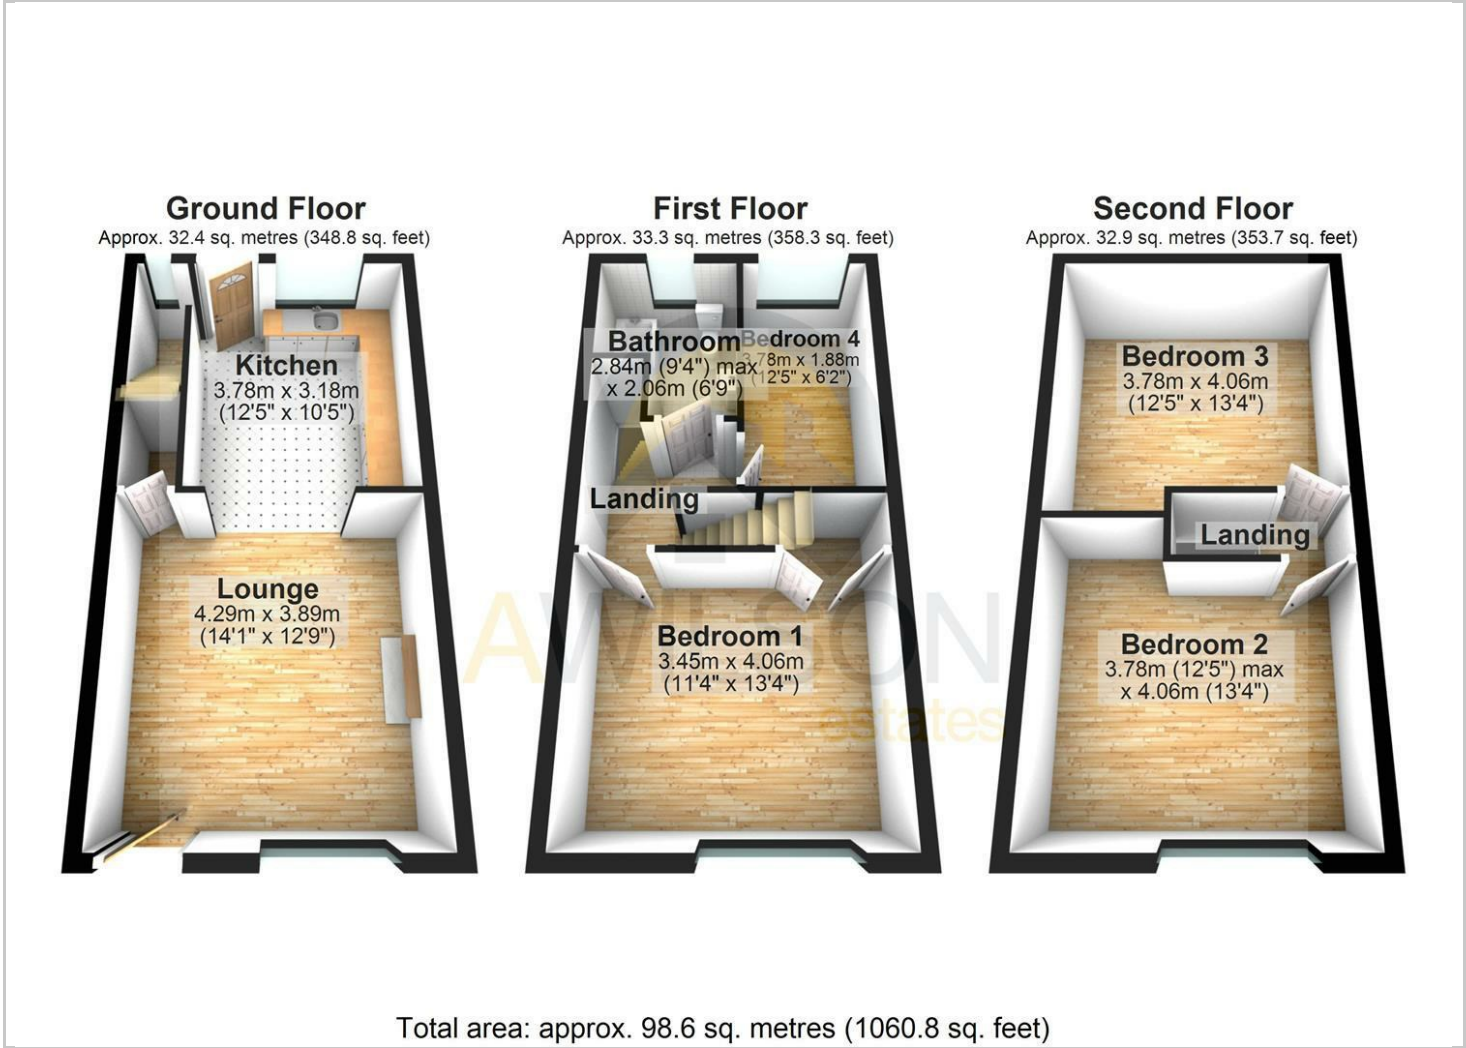 Ground Floor
Approx. 32.4 sq. metres (348.8 sq. feet)
Kitchen
3.78m x 3.18m
(12'5" x 10'5")
Lounge
4.29m x 3.89m
(14'1" x 12'9")
First Floor
Approx. 33.3 sq. metres (358.3 sq. feet)
Bathroom
2.84m (9'4") max
x 2.06m (6'9")
Bedroom 4
3.78m x 1.88m
(12'5" x 6'2")
Landing
Bedroom 1
3.45m x 4.06m
(11'4" x 13'4")
Second Floor
Approx. 32.9 sq. metres (353.7 sq. feet)
Bedroom 3
3.78m x 4.06m
(12'5" x 13'4")
Landing
Bedroom 2
3.78m (12'5") max
x 4.06m (13'4")
AWILSON
estates
Total area: approx. 98.6 sq. metres (1060.8 sq. feet)